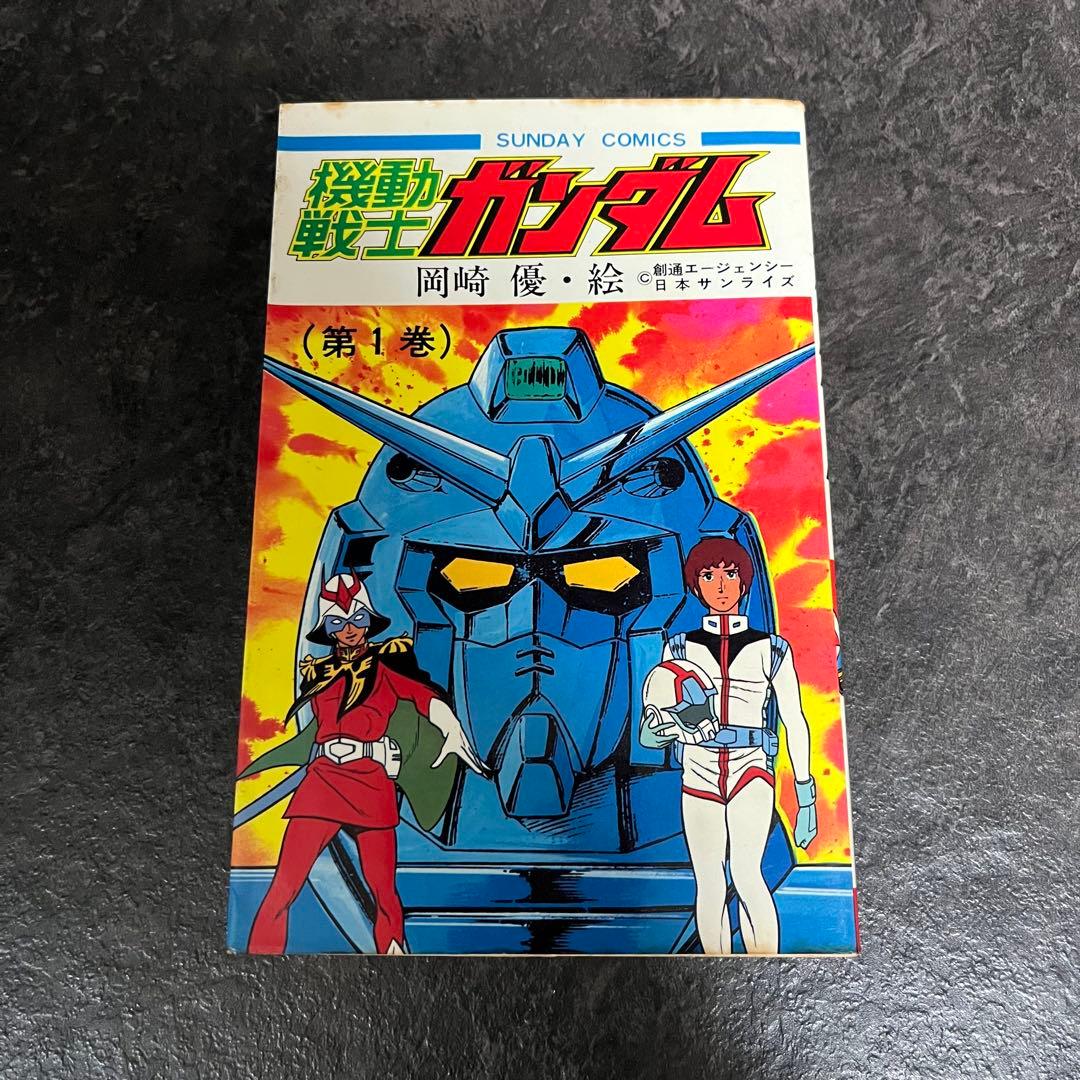 SUNDAY COMICS
機動
戦士
ガンダム
岡崎 優・絵
©創通エージェンシー
日本サンライズ
(第1巻)